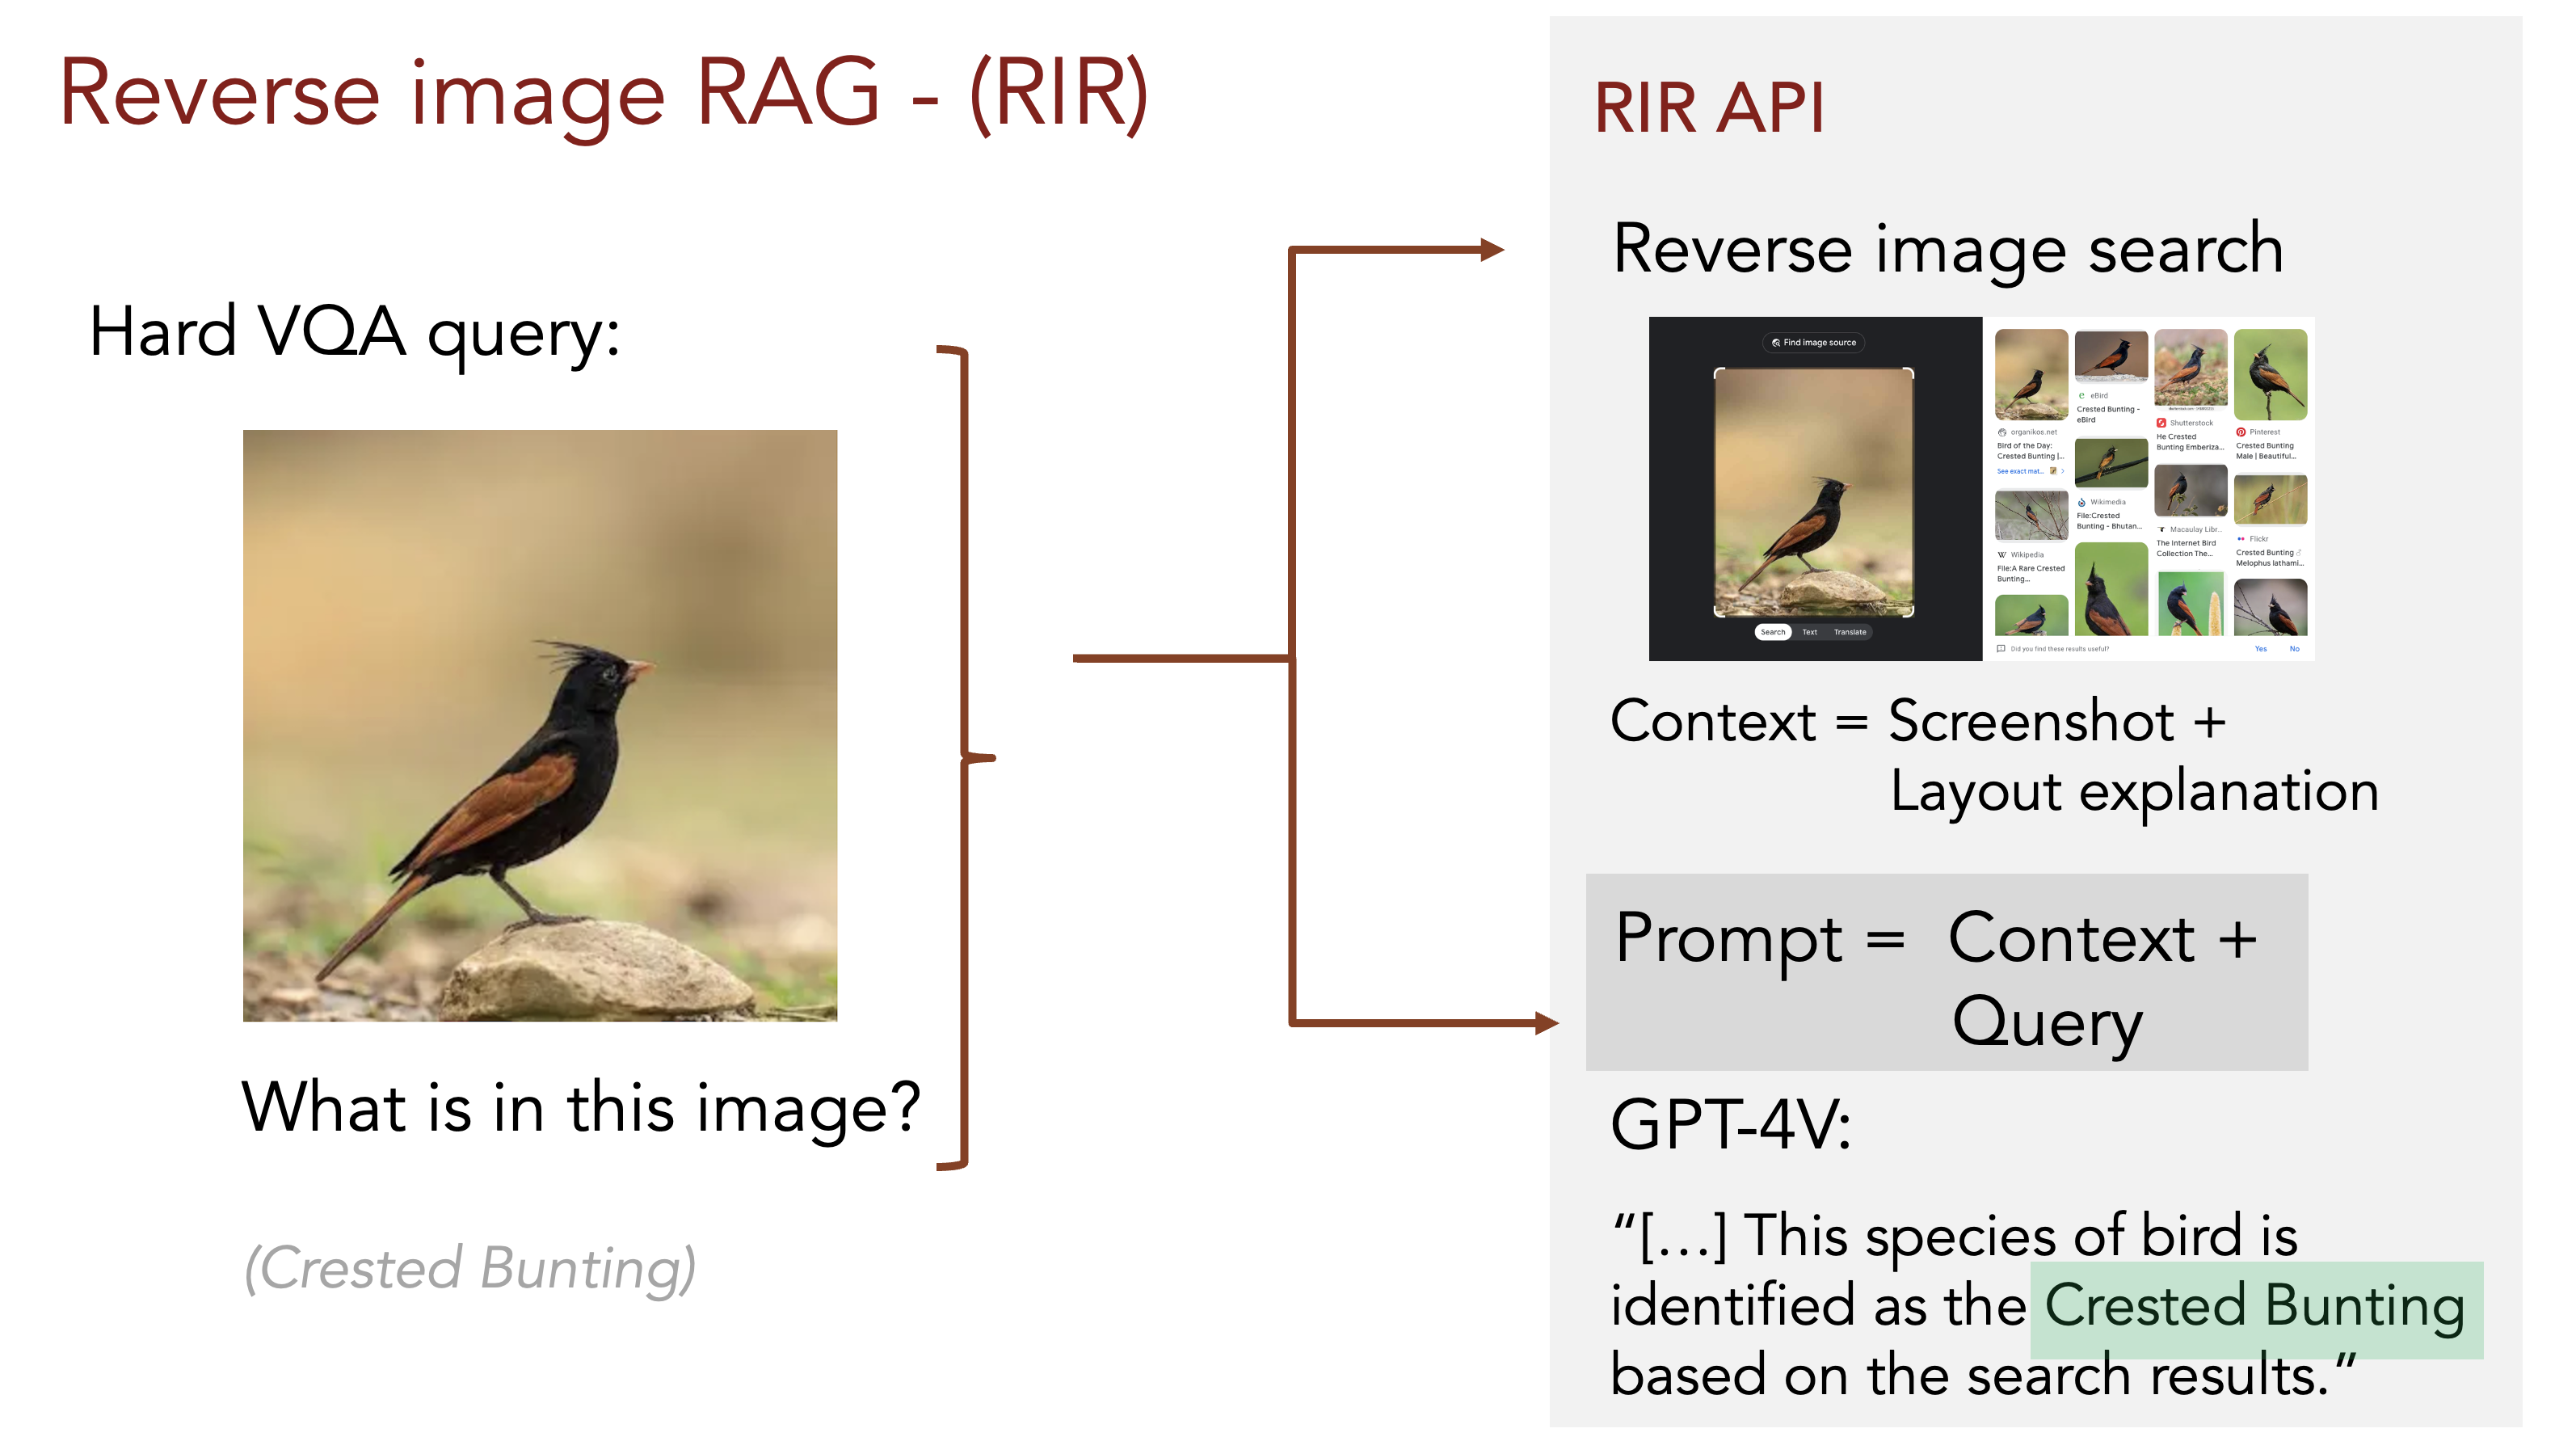 Reverse image RAG - (RIR)
Hard VQA query:
What is in this image?
(Crested Bunting)
RIR API
Reverse image search
Find image source
Search Text Translate
organikos.net
Bird of the Day:
Crested Bunting |...
See exact mat...
Wikipedia
File:A Rare Crested
Bunting...
eBird
Crested Bunting -
eBird
Wikimedia
File:Crested
Bunting - Bhutan...
Shutterstock
He Crested
Bunting Emberiza...
Macaulay Libr...
The Internet Bird
Collection The...
Pinterest
Crested Bunting
Male | Beautiful...
Flickr
Crested Bunting ♂
Melophus lathami...
Did you find these results useful? Yes No
Context = Screenshot +
Layout explanation
Prompt = Context +
Query
GPT-4V:
“[…] This species of bird is
identified as the Crested Bunting
based on the search results.”